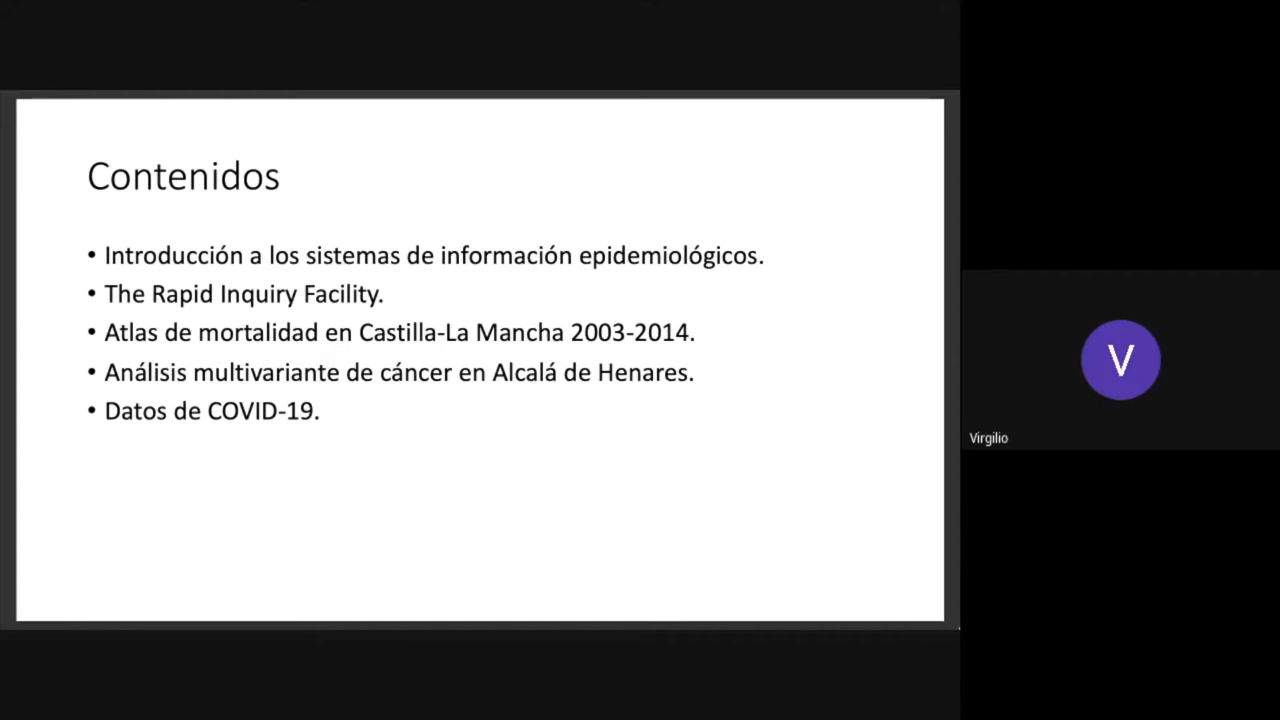 Contenidos
• Introducción a los sistemas de información epidemiológicos.
• The Rapid Inquiry Facility.
• Atlas de mortalidad en Castilla-La Mancha 2003-2014.
• Análisis multivariante de cáncer en Alcalá de Henares.
• Datos de COVID-19.
V
Virgilio